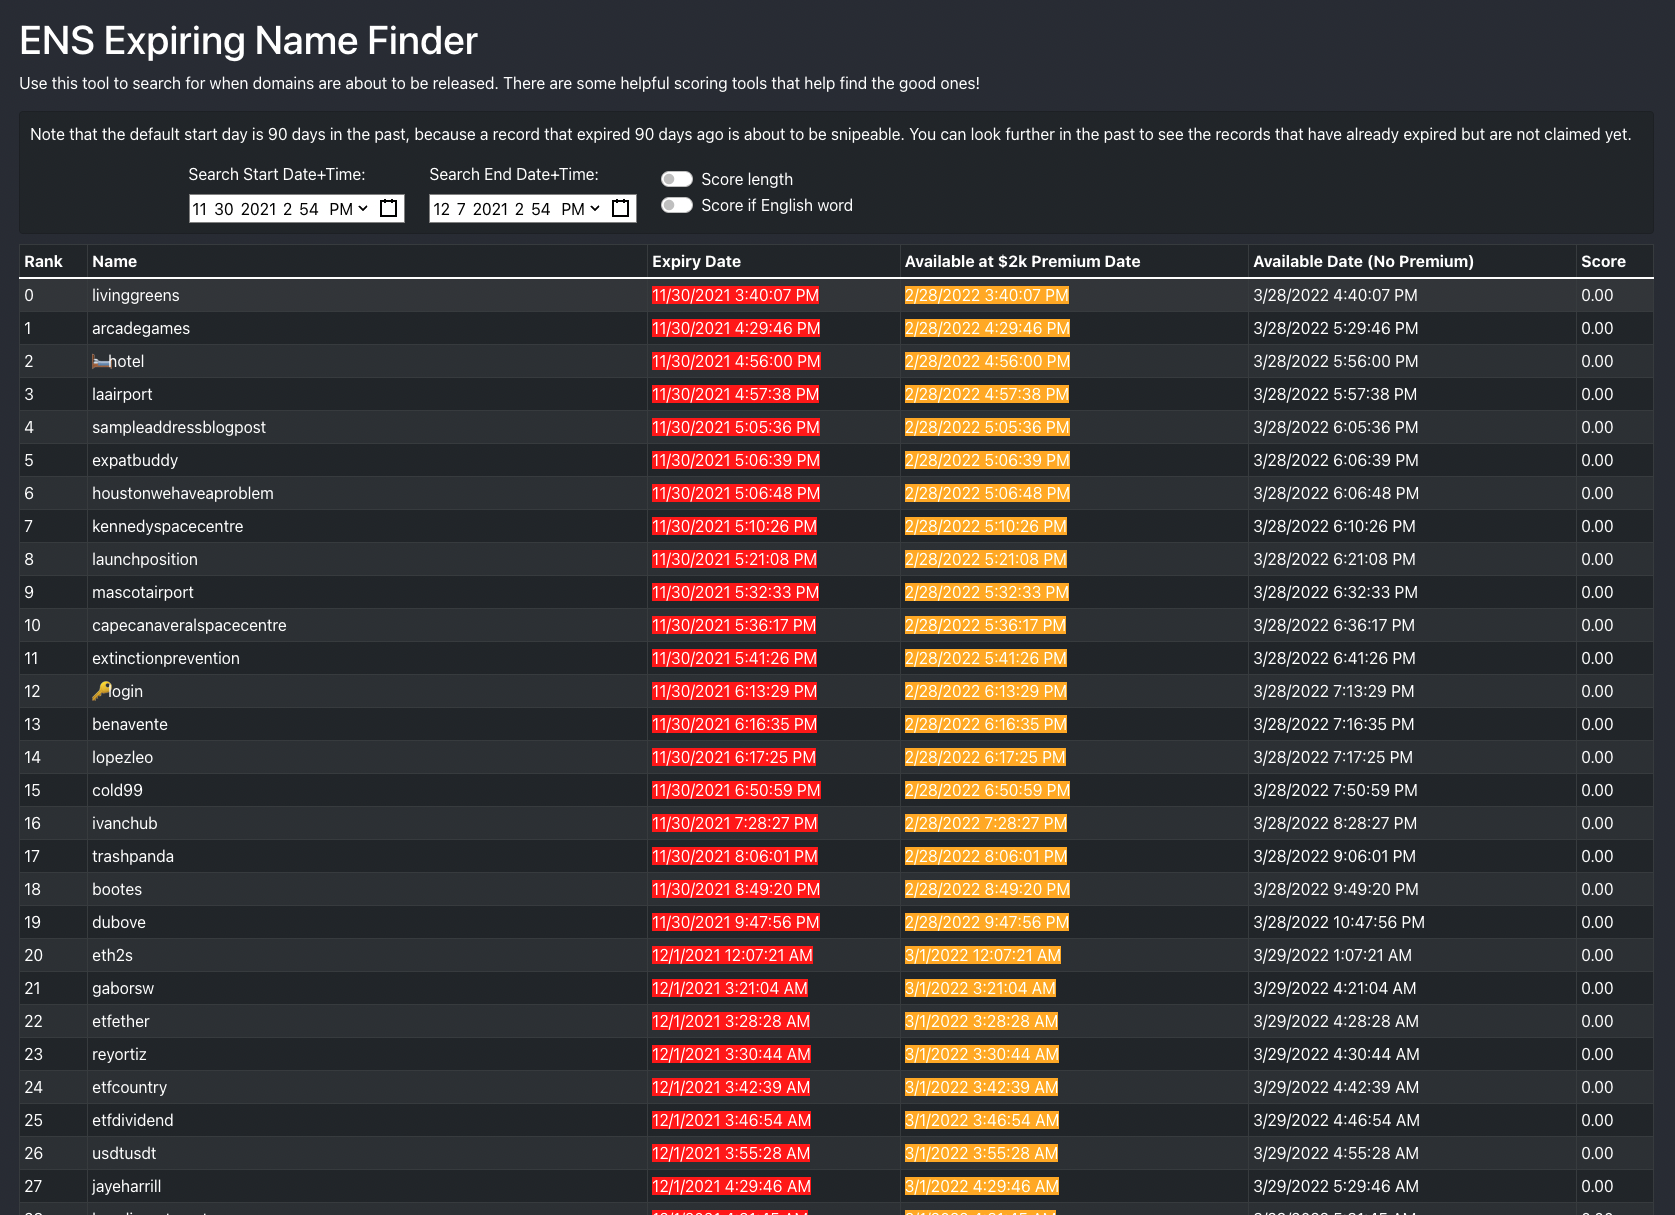 ENS Expiring Name Finder
Use this tool to search for when domains are about to be released. There are some helpful scoring tools that help find the good ones!
Note that the default start day is 90 days in the past, because a record that expired 90 days ago is about to be snipeable. You can look further in the past to see the records that have already expired but are not claimed yet.
Search Start Date+Time: Search End Date+Time: Score length
11 30 2021 2 54 PM 12 7 2021 2 54 PM Score if English word
Rank Name Expiry Date Available at $2k Premium Date Available Date (No Premium) Score
0 livinggreens 11/30/2021 3:40:07 PM 2/28/2022 3:40:07 PM 3/28/2022 4:40:07 PM 0.00
1 arcadegames 11/30/2021 4:29:46 PM 2/28/2022 4:29:46 PM 3/28/2022 5:29:46 PM 0.00
2 🛏hotel 11/30/2021 4:56:00 PM 2/28/2022 4:56:00 PM 3/28/2022 5:56:00 PM 0.00
3 laairport 11/30/2021 4:57:38 PM 2/28/2022 4:57:38 PM 3/28/2022 5:57:38 PM 0.00
4 sampleaddressblogpost 11/30/2021 5:05:36 PM 2/28/2022 5:05:36 PM 3/28/2022 6:05:36 PM 0.00
5 expatbuddy 11/30/2021 5:06:39 PM 2/28/2022 5:06:39 PM 3/28/2022 6:06:39 PM 0.00
6 houstonwehaveaproblem 11/30/2021 5:06:48 PM 2/28/2022 5:06:48 PM 3/28/2022 6:06:48 PM 0.00
7 kennedyspacecentre 11/30/2021 5:10:26 PM 2/28/2022 5:10:26 PM 3/28/2022 6:10:26 PM 0.00
8 launchposition 11/30/2021 5:21:08 PM 2/28/2022 5:21:08 PM 3/28/2022 6:21:08 PM 0.00
9 mascotairport 11/30/2021 5:32:33 PM 2/28/2022 5:32:33 PM 3/28/2022 6:32:33 PM 0.00
10 capecanaveralspacecentre 11/30/2021 5:36:17 PM 2/28/2022 5:36:17 PM 3/28/2022 6:36:17 PM 0.00
11 extinctionprevention 11/30/2021 5:41:26 PM 2/28/2022 5:41:26 PM 3/28/2022 6:41:26 PM 0.00
12 🔑login 11/30/2021 6:13:29 PM 2/28/2022 6:13:29 PM 3/28/2022 7:13:29 PM 0.00
13 benavente 11/30/2021 6:16:35 PM 2/28/2022 6:16:35 PM 3/28/2022 7:16:35 PM 0.00
14 lopezleo 11/30/2021 6:17:25 PM 2/28/2022 6:17:25 PM 3/28/2022 7:17:25 PM 0.00
15 cold99 11/30/2021 6:50:59 PM 2/28/2022 6:50:59 PM 3/28/2022 7:50:59 PM 0.00
16 ivanchub 11/30/2021 7:28:27 PM 2/28/2022 7:28:27 PM 3/28/2022 8:28:27 PM 0.00
17 trashpanda 11/30/2021 8:06:01 PM 2/28/2022 8:06:01 PM 3/28/2022 9:06:01 PM 0.00
18 bootes 11/30/2021 8:49:20 PM 2/28/2022 8:49:20 PM 3/28/2022 9:49:20 PM 0.00
19 dubove 11/30/2021 9:47:56 PM 2/28/2022 9:47:56 PM 3/28/2022 10:47:56 PM 0.00
20 eth2s 12/1/2021 12:07:21 AM 3/1/2022 12:07:21 AM 3/29/2022 1:07:21 AM 0.00
21 gaborsw 12/1/2021 3:21:04 AM 3/1/2022 3:21:04 AM 3/29/2022 4:21:04 AM 0.00
22 etfether 12/1/2021 3:28:28 AM 3/1/2022 3:28:28 AM 3/29/2022 4:28:28 AM 0.00
23 reyortiz 12/1/2021 3:30:44 AM 3/1/2022 3:30:44 AM 3/29/2022 4:30:44 AM 0.00
24 etfcountry 12/1/2021 3:42:39 AM 3/1/2022 3:42:39 AM 3/29/2022 4:42:39 AM 0.00
25 etfdividend 12/1/2021 3:46:54 AM 3/1/2022 3:46:54 AM 3/29/2022 4:46:54 AM 0.00
26 usdtusdt 12/1/2021 3:55:28 AM 3/1/2022 3:55:28 AM 3/29/2022 4:55:28 AM 0.00
27 jayeharrill 12/1/2021 4:29:46 AM 3/1/2022 4:29:46 AM 3/29/2022 5:29:46 AM 0.00